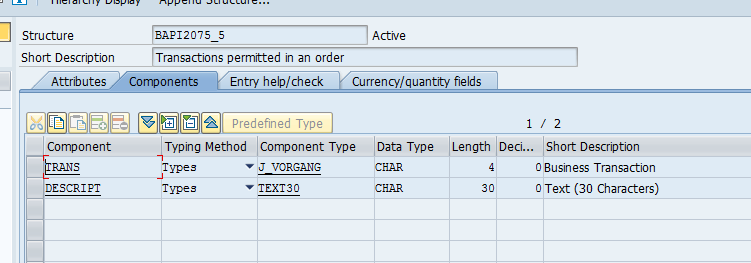 Hierarchy Display Append Structure...
Structure BAPI2075_5 Active
Short Description Transactions permitted in an order
Attributes Components Entry help/check Currency/quantity fields
Predefined Type 1 / 2
Component Typing Method Component Type Data Type Length Deci... Short Description
TRANS Types J_VORGANG CHAR 4 0 Business Transaction
DESCRIPT Types TEXT30 CHAR 30 0 Text (30 Characters)